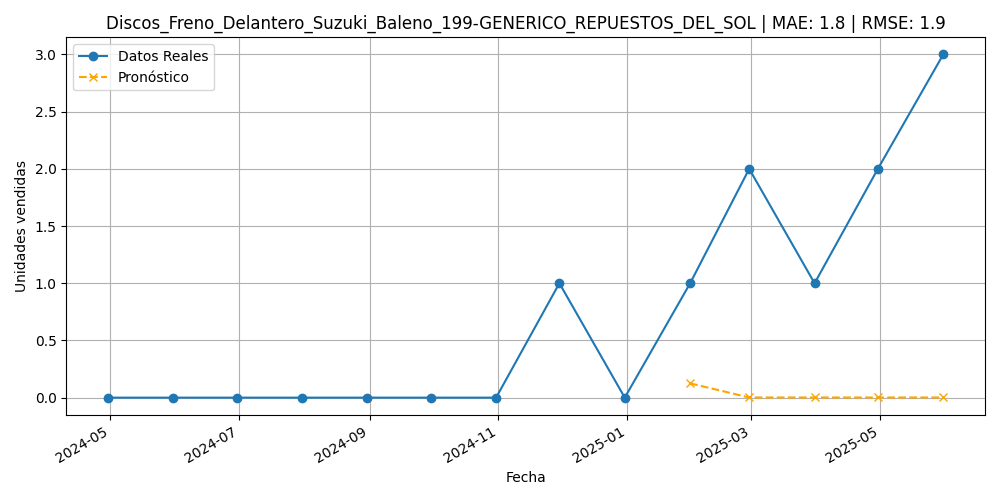 Discos_Freno_Delantero_Suzuki_Baleno_199-GENERICO_REPUESTOS_DEL_SOL | MAE: 1.8 | RMSE: 1.9
Datos Reales
Pronóstico
Unidades vendidas
3.0
2.5
2.0
1.5
1.0
0.5
0.0
2024-05
2024-07
2024-09
2024-11
2025-01
2025-03
2025-05
Fecha